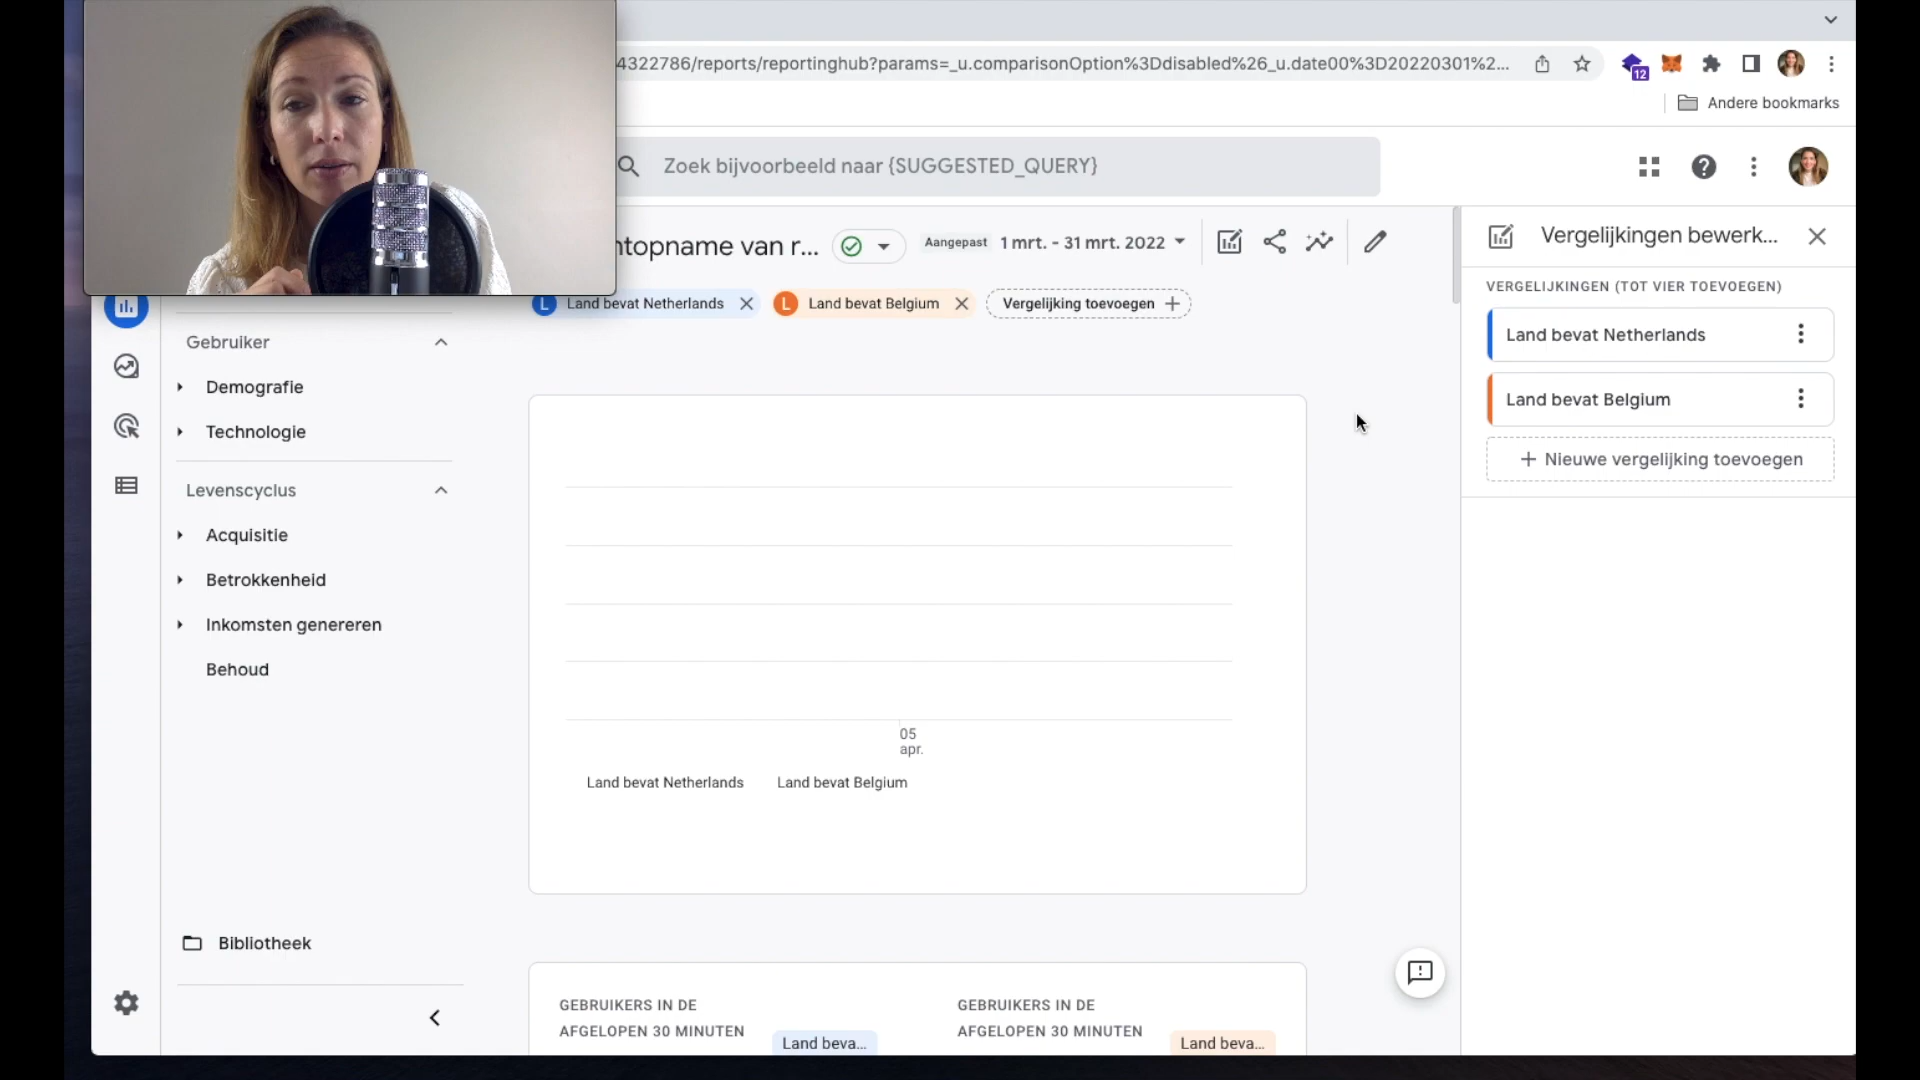 4322786/reports/reportinghub?params=_u.comparisonOption%3Ddisabled%26_u.date00%3D20220301%2...
12
Andere bookmarks
Zoek bijvoorbeeld naar {SUGGESTED_QUERY}
ntopname van r...
Aangepast 1 mrt. - 31 mrt. 2022
L Land bevat Netherlands
L Land bevat Belgium
Vergelijking toevoegen +
Gebruiker
Demografie
Technologie
Levenscyclus
Acquisitie
Betrokkenheid
Inkomsten genereren
Behoud
Bibliotheek
05
apr.
Land bevat Netherlands Land bevat Belgium
GEBRUIKERS IN DE
AFGELOPEN 30 MINUTEN
Land beva...
GEBRUIKERS IN DE
AFGELOPEN 30 MINUTEN
Land beva...
Vergelijkingen bewerk...
VERGELIJKINGEN (TOT VIER TOEVOEGEN)
Land bevat Netherlands
Land bevat Belgium
+ Nieuwe vergelijking toevoegen